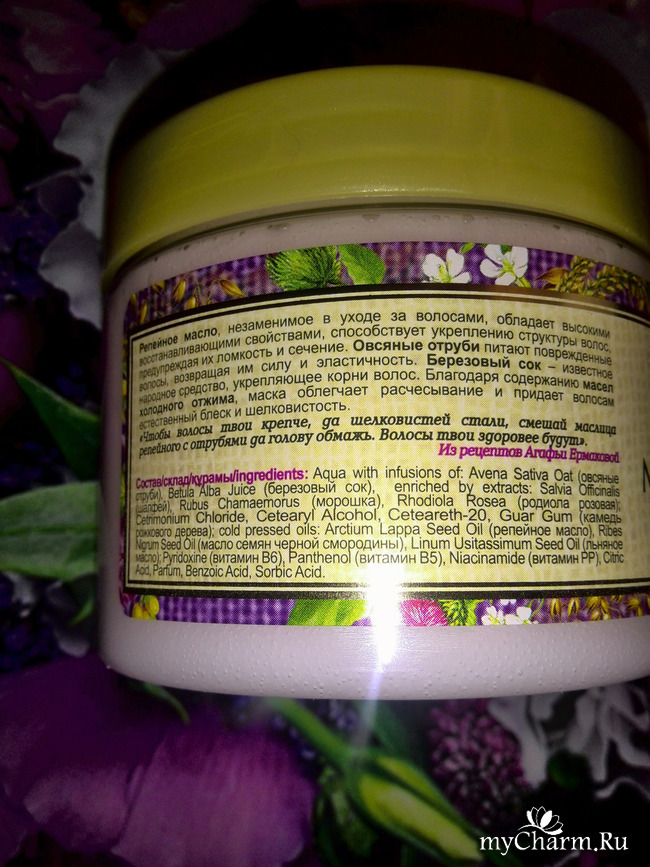 Репейное масло, незаменимое в уходе за волосами, обладает высокими
восстанавливающими свойствами, способствует укреплению структуры волос,
предупреждая их ломкость и сечение. Овсяные отруби питают поврежденные
волосы, возвращая им силу и эластичность. Березовый сок – известное
народное средство, укрепляющее корни волос. Благодаря содержанию масел
холодного отжима, маска облегчает расчесывание и придает волосам
естественный блеск и шелковистость.
«Чтобы волосы твои крепче, да шелковистей стали, смешай маслица
репейного с отрубями да голову обмажь. Волосы твои здоровее будут».
Из рецептов Агафьи Ермаковой
Состав/склад/құрамы/ingredients: Aqua with infusions of: Avena Sativa Oat (овсяные
отруби), Betula Alba Juice (березовый сок), enriched by extracts: Salvia Officinalis
(шалфей), Rubus Chamaemorus (морошка), Rhodiola Rosea (родиола розовая);
Cetrimonium Chloride, Cetearyl Alcohol, Ceteareth-20, Guar Gum (камедь
рожкового дерева); cold pressed oils: Arctium Lappa Seed Oil (репейное масло), Ribes
Nigrum Seed Oil (масло семян черной смородины), Linum Usitassimum Seed Oil (льняное
масло); Pyridoxine (витамин B6), Panthenol (витамин B5), Niacinamide (витамин PP), Citric
Acid, Parfum, Benzoic Acid, Sorbic Acid.
myCharm.Ru